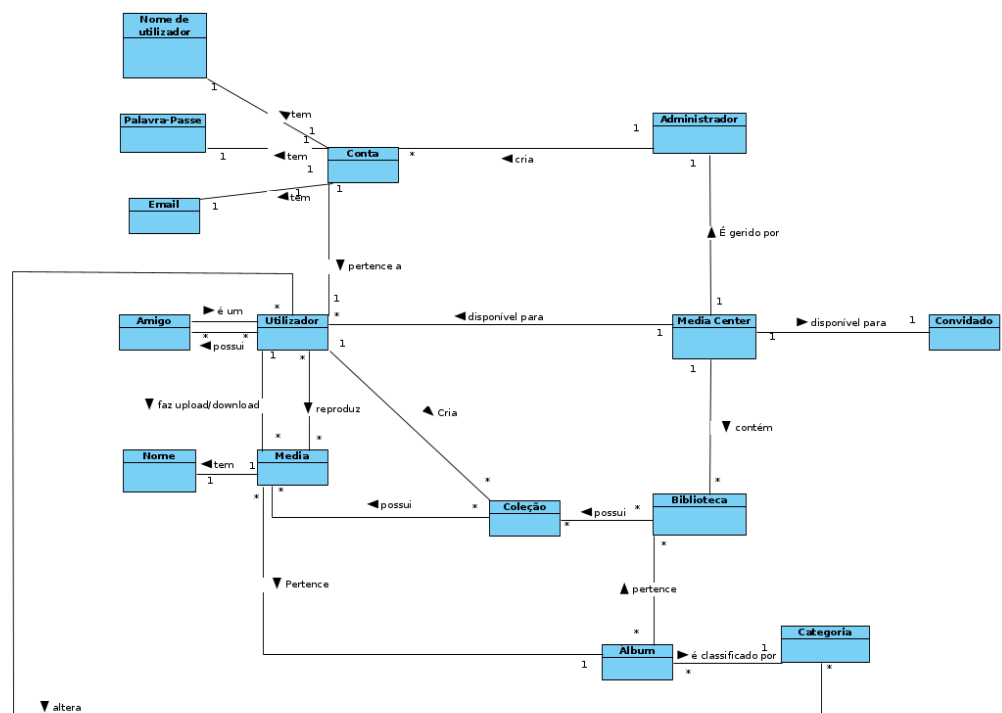 Nome de
utilizador
1
tem
1
Palavra-Passe
1
tem
1
Administrador
1
Conta
*
cria
1
1
Email
1
tem
1
1
É gerido por
pertence a
1
1
Amigo
é um
*
Utilizador
*
disponível para
1
Media Center
1
disponível para
1
Convidado
*
possui
*
1
*
1
1
faz upload/download
reproduz
Cria
contém
*
*
Nome
tem
1
1
Media
*
*
*
*
possui
*
Coleção
*
possui
*
Biblioteca
*
*
Pertence
pertence
*
1
Album
é classificado por
*
1
Categoria
*
altera